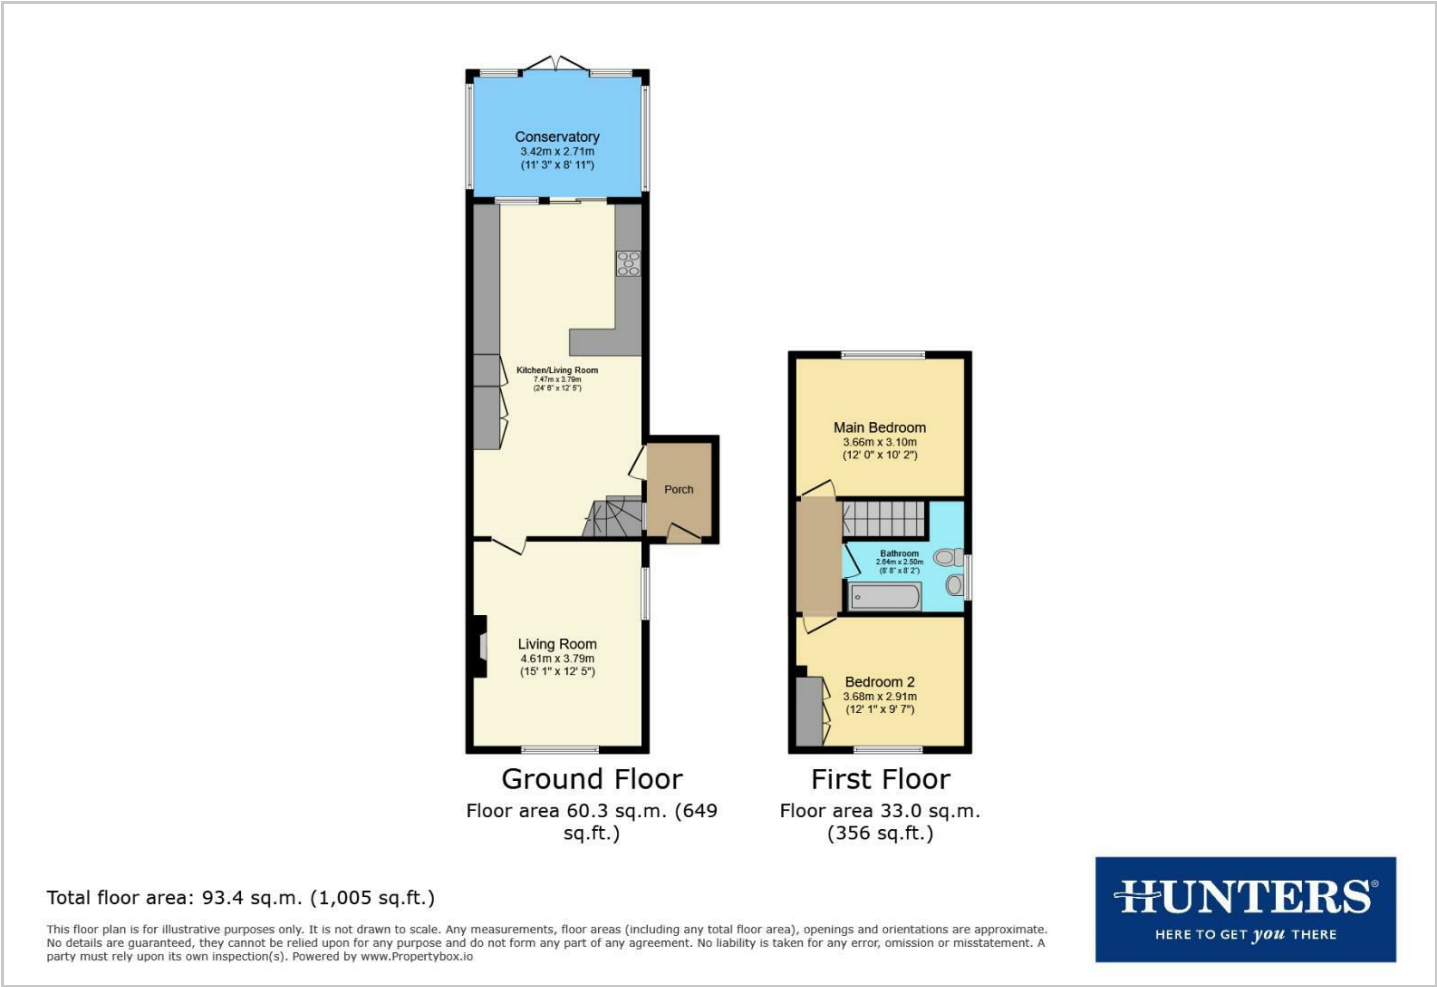 Conservatory
3.42m x 2.71m
(11' 3" x 8' 11")
Kitchen/Living Room
7.47m x 3.79m
(24' 6" x 12' 5")
Porch
Living Room
4.61m x 3.79m
(15' 1" x 12' 5")
Main Bedroom
3.66m x 3.10m
(12' 0" x 10' 2")
Bathroom
2.64m x 2.50m
(8' 8" x 8' 2")
Bedroom 2
3.68m x 2.91m
(12' 1" x 9' 7")
Ground Floor
Floor area 60.3 sq.m. (649
sq.ft.)
First Floor
Floor area 33.0 sq.m.
(356 sq.ft.)
Total floor area: 93.4 sq.m. (1,005 sq.ft.)
This floor plan is for illustrative purposes only. It is not drawn to scale. Any measurements, floor areas (including any total floor area), openings and orientations are approximate.
No details are guaranteed, they cannot be relied upon for any purpose and do not form any part of any agreement. No liability is taken for any error, omission or misstatement. A
party must rely upon its own inspection(s). Powered by www.Propertybox.io
HUNTERS®
HERE TO GET you THERE